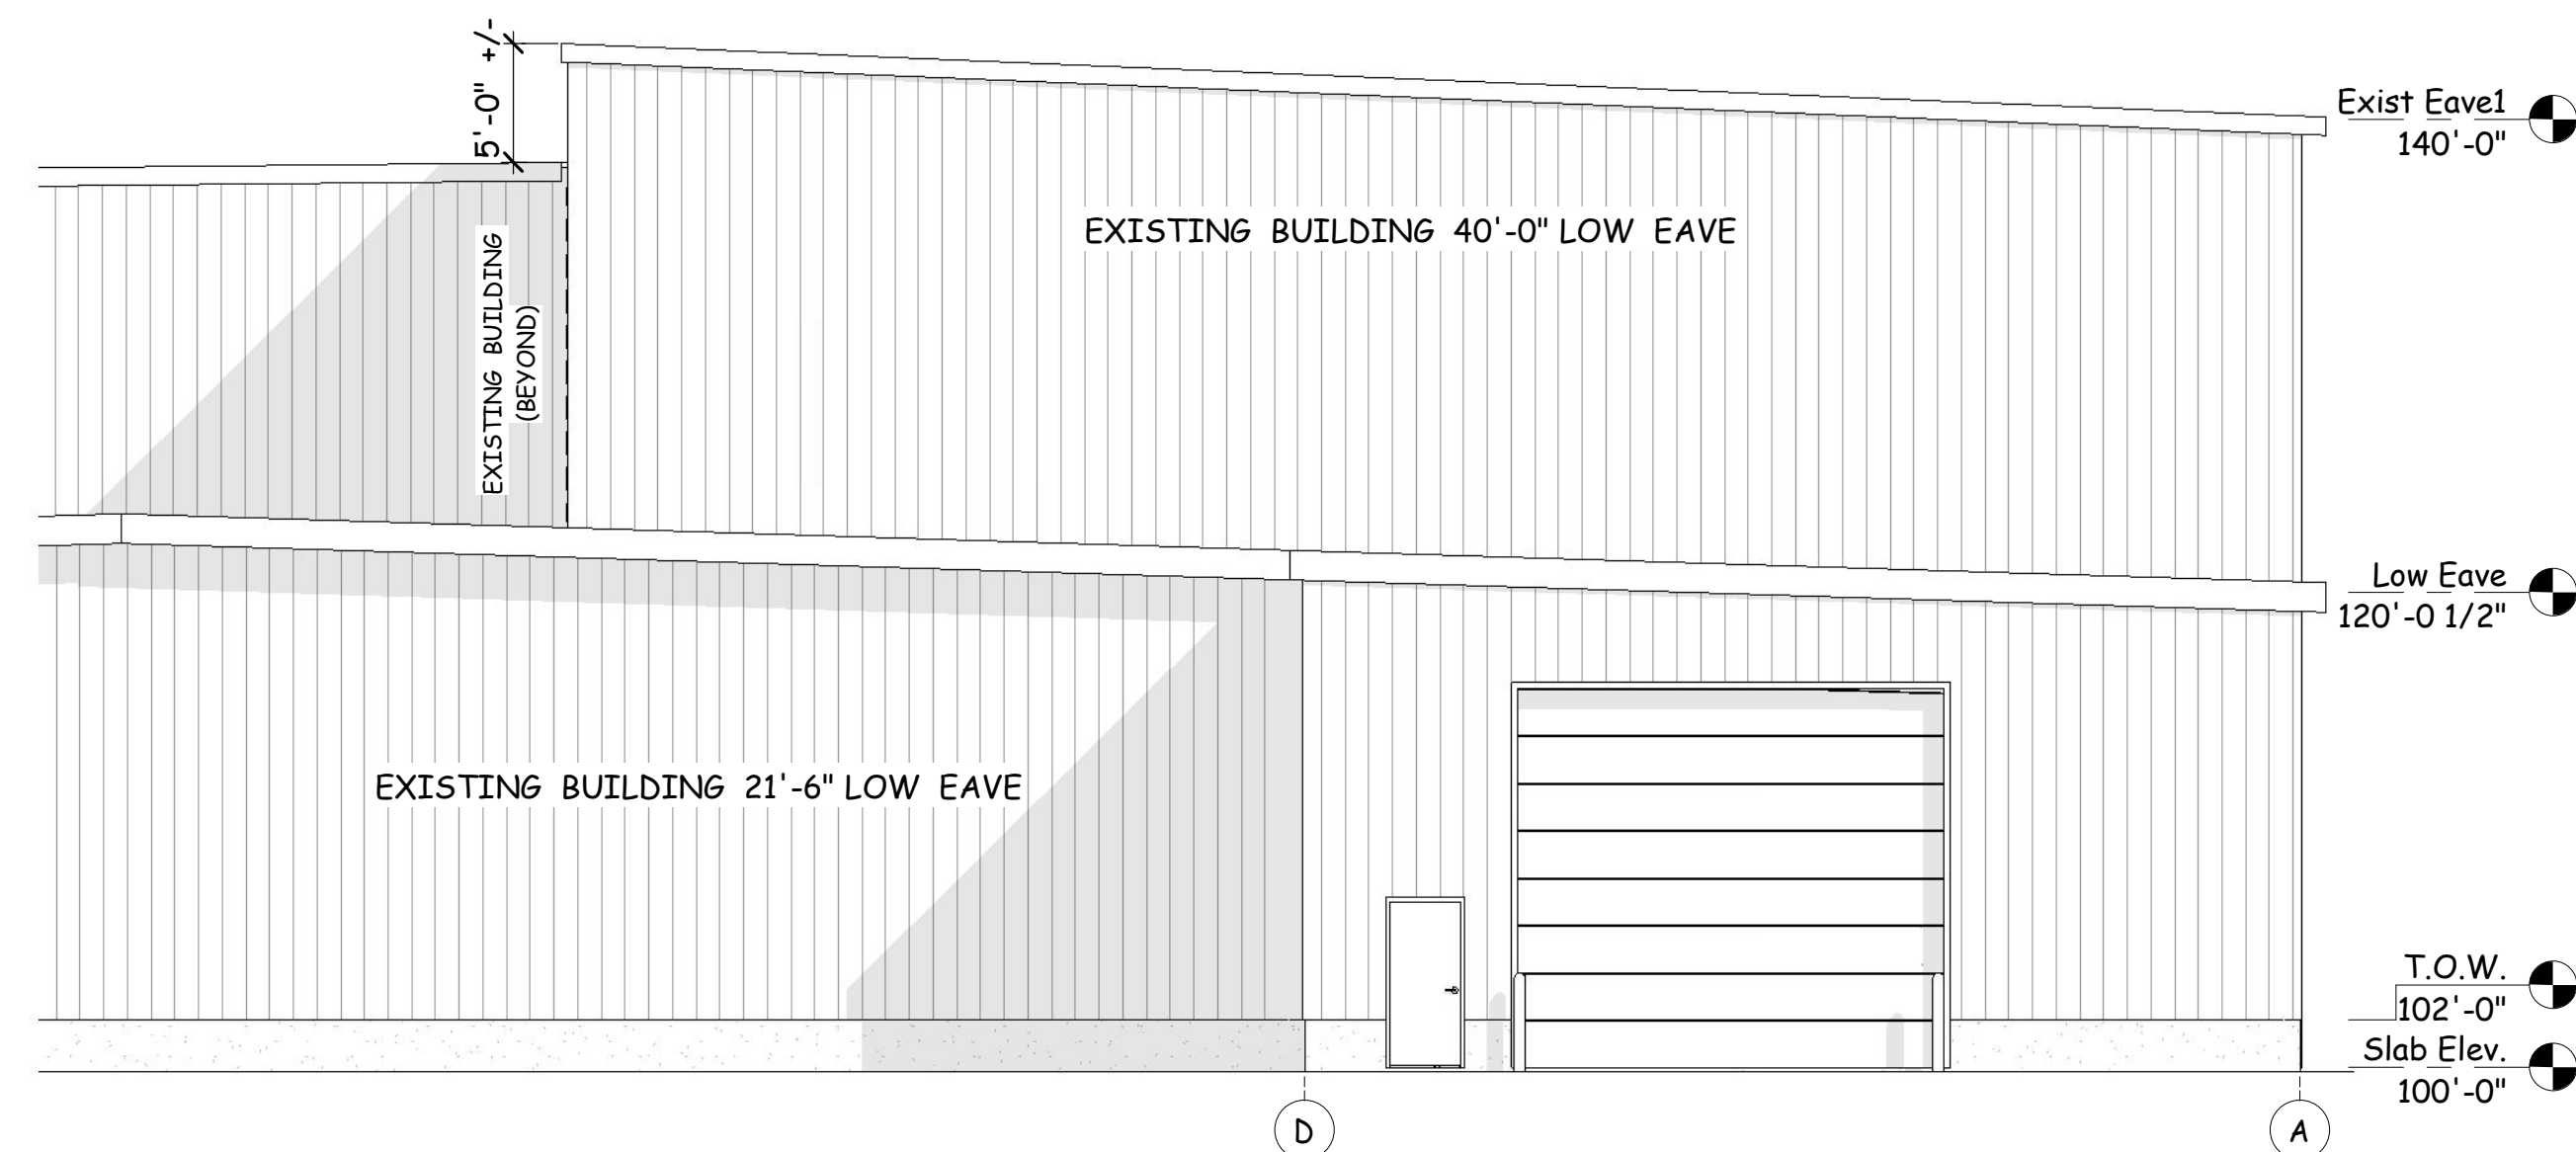 5'-0" +/-
Exist Eave1
140'-0"
EXISTING BUILDING 40'-0" LOW EAVE
EXISTING BUILDING
(BEYOND)
Low Eave
120'-0 1/2"
EXISTING BUILDING 21'-6" LOW EAVE
T.O.W.
102'-0"
Slab Elev.
100'-0"
D
A